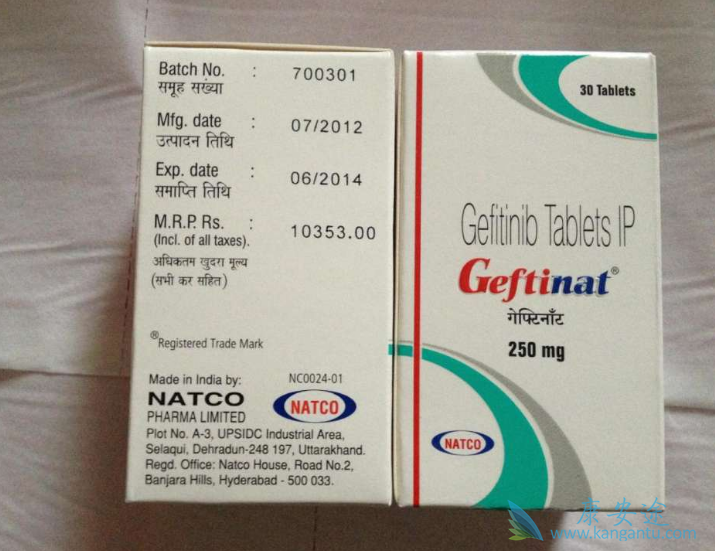 Batch No. : 700301
समूह संख्या
Mfg. date : 07/2012
उत्पादन तिथि
Exp. date : 06/2014
समाप्ति तिथि
M.R.P. Rs. : 10353.00
(Incl. of all taxes).
अधिकतम खुदरा मूल्य
(सभी कर सहित)
®Registered Trade Mark
Made in India by: NC0024-01
NATCO
PHARMA LIMITED
NATCO
Plot No. A-3, UPSIDC Industrial Area,
Selaqui, Dehradun-248 197, Uttarakhand.
Regd. Office: Natco House, Road No.2,
Banjara Hills, Hyderabad - 500 033.
30 Tablets
Gefitinib Tablets IP
Geftinat®
गेफ्टिनॉट
250 mg
NATCO
康安途
www.kangantu.com